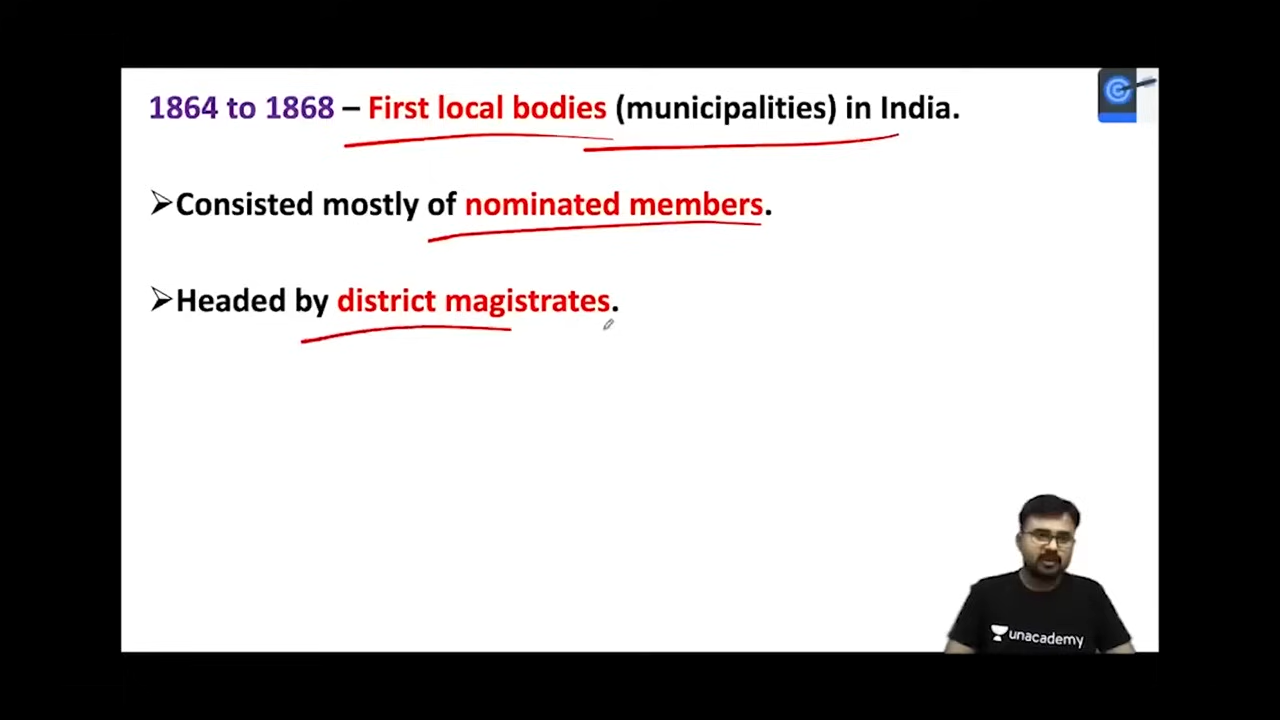 1864 to 1868 – First local bodies (municipalities) in India.
➢Consisted mostly of nominated members.
➢Headed by district magistrates.
unacademy